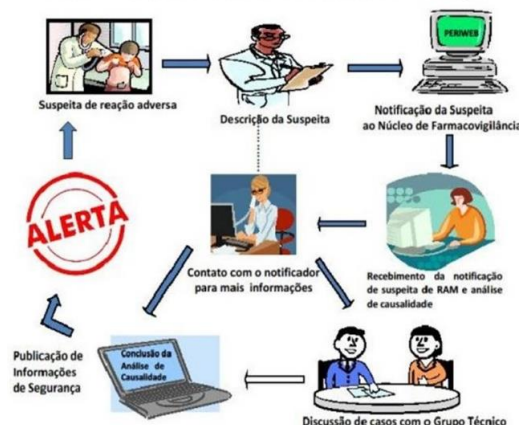 PERIWEB
Suspeita de reação adversa
Descrição da Suspeita
Notificação da Suspeita
ao Núcleo de Farmacovigilância
ALERTA
Contato com o notificador
para mais informações
Recebimento da notificação
de suspeita de RAM e análise
de causalidade
Publicação de
Informações
de Segurança
Conclusão da
Análise de
Causalidade
Discussão de casos com o Grupo Técnico